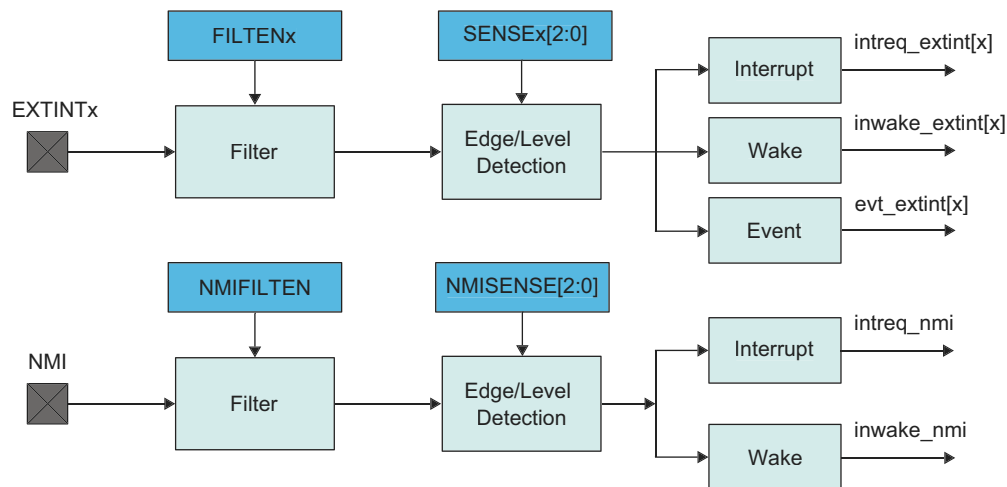 FILTENx
SENSEx[2:0]
intreq_extint[x]
Interrupt
EXTINTx
Filter
Edge/Level
Detection
inwake_extint[x]
Wake
evt_extint[x]
Event
NMIFILTEN
NMISENSE[2:0]
intreq_nmi
Interrupt
NMI
Filter
Edge/Level
Detection
inwake_nmi
Wake